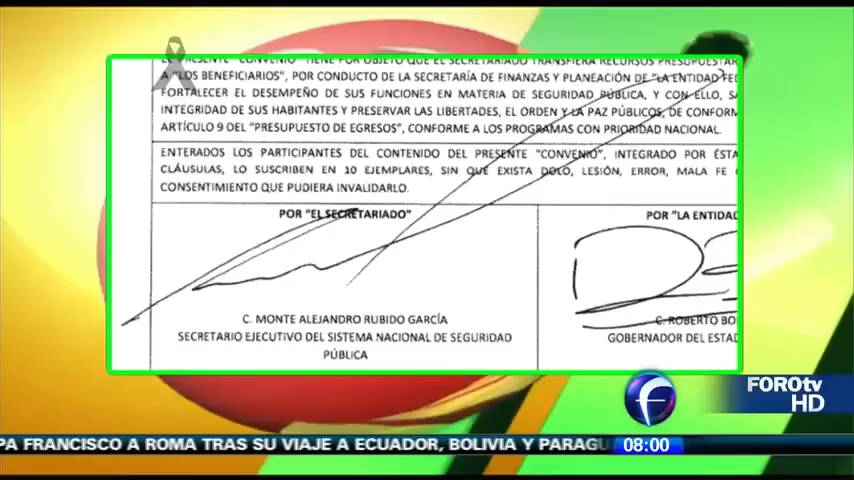 EL PRESENTE "CONVENIO" TIENE POR OBJETO QUE EL SECRETARIADO TRANSFIERA RECURSOS PRESUPUESTAR
A "LOS BENEFICIARIOS", POR CONDUCTO DE LA SECRETARÍA DE FINANZAS Y PLANEACIÓN DE "LA ENTIDAD FED
FORTALECER EL DESEMPEÑO DE SUS FUNCIONES EN MATERIA DE SEGURIDAD PÚBLICA, Y CON ELLO, SA
INTEGRIDAD DE SUS HABITANTES Y PRESERVAR LAS LIBERTADES, EL ORDEN Y LA PAZ PÚBLICOS, DE CONFORM
ARTÍCULO 9 DEL "PRESUPUESTO DE EGRESOS", CONFORME A LOS PROGRAMAS CON PRIORIDAD NACIONAL.
ENTERADOS LOS PARTICIPANTES DEL CONTENIDO DEL PRESENTE "CONVENIO", INTEGRADO POR ÉSTA
CLÁUSULAS, LO SUSCRIBEN EN 10 EJEMPLARES, SIN QUE EXISTA DOLO, LESIÓN, ERROR, MALA FE
CONSENTIMIENTO QUE PUDIERA INVALIDARLO.
POR "EL SECRETARIADO"
POR "LA ENTIDAD
C. MONTE ALEJANDRO RUBIDO GARCÍA
SECRETARIO EJECUTIVO DEL SISTEMA NACIONAL DE SEGURIDAD
PÚBLICA
C. ROBERTO BO
GOBERNADOR DEL ESTAD
FOROtv
HD
PA FRANCISCO A ROMA TRAS SU VIAJE A ECUADOR, BOLIVIA Y PARAGU
08:00